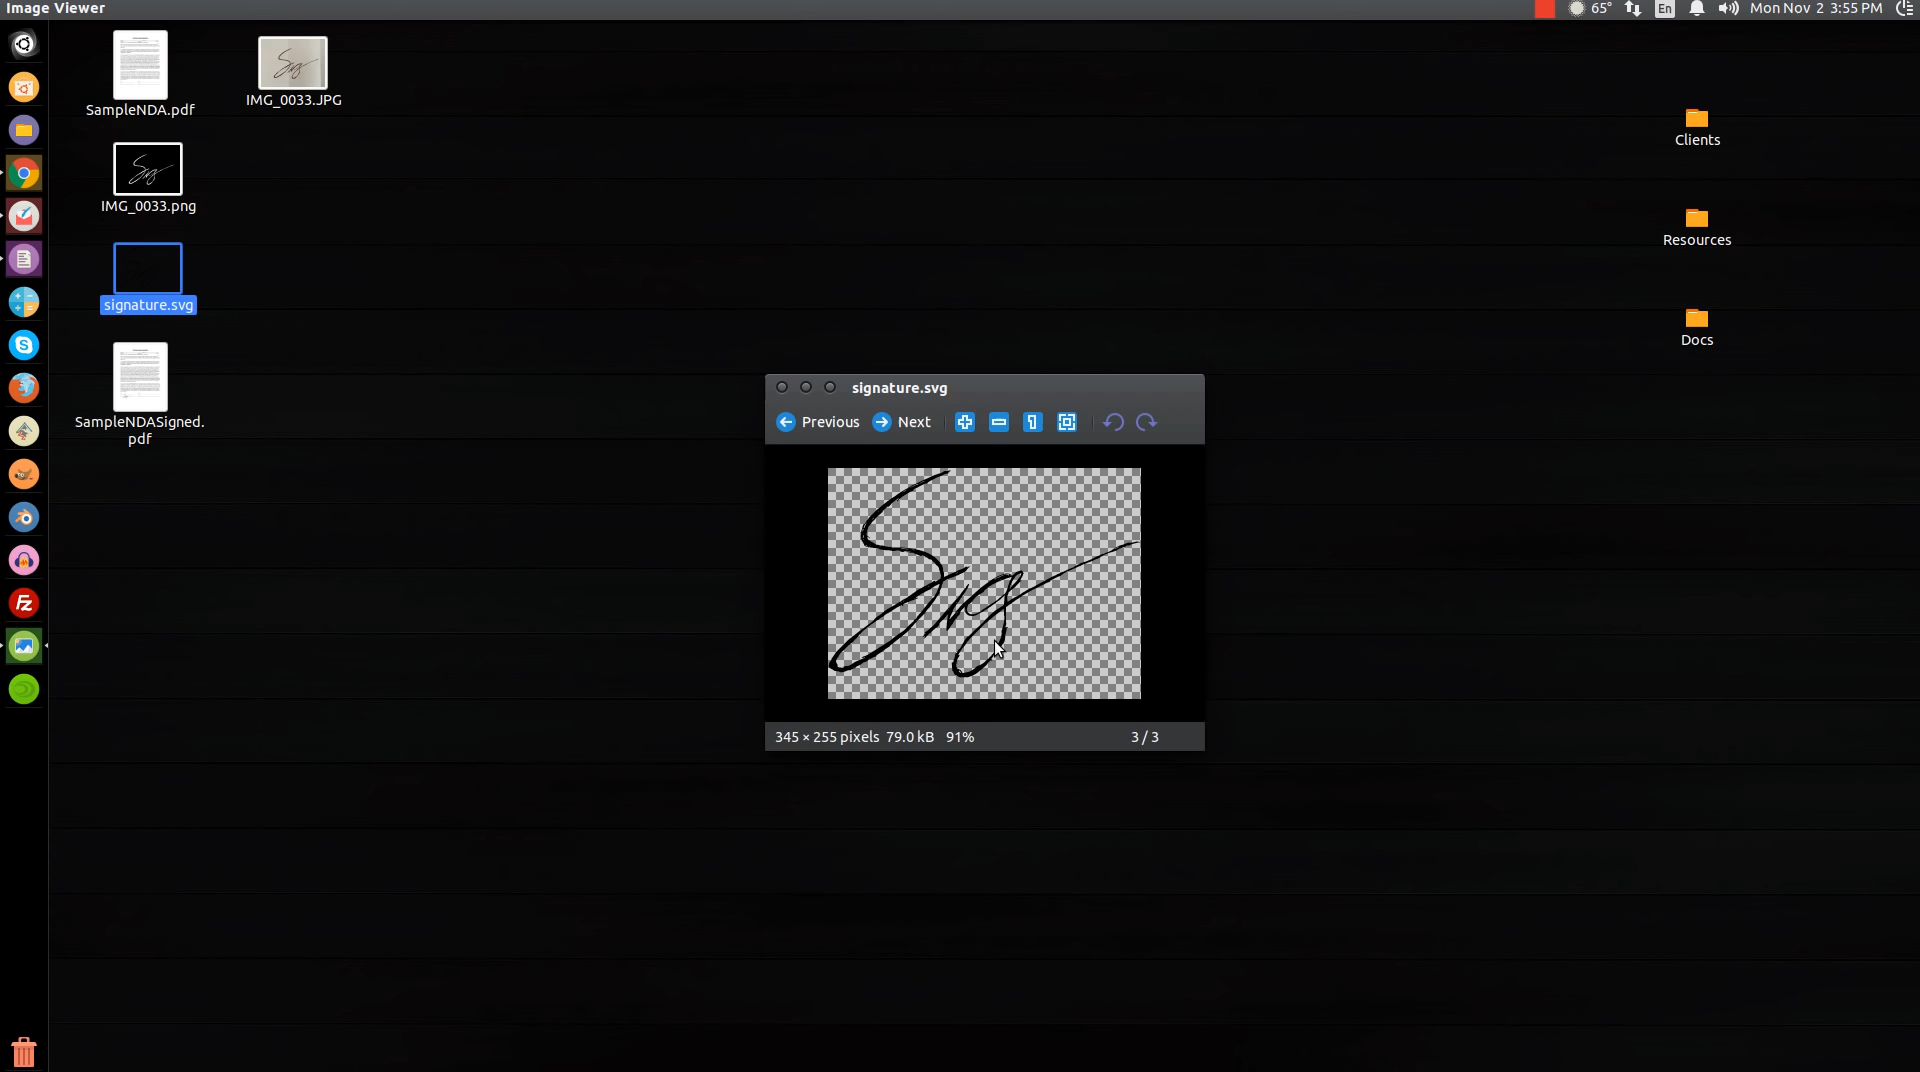 Image Viewer
65° En Mon Nov 2 3:55 PM
SampleNDA.pdf
IMG_0033.JPG
IMG_0033.png
signature.svg
SampleNDASigned.
pdf
Clients
Resources
Docs
signature.svg
Previous Next
Sig
345 × 255 pixels 79.0 kB 91% 3 / 3